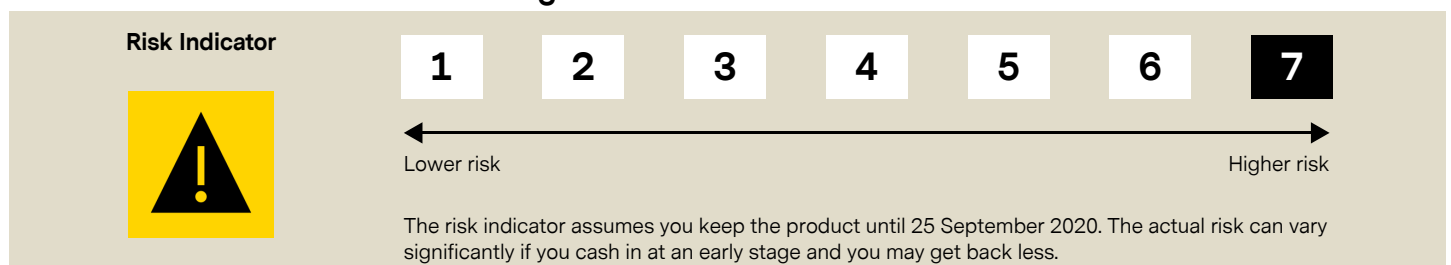 Risk Indicator
1 2 3 4 5 6 7
Lower risk Higher risk
The risk indicator assumes you keep the product until 25 September 2020. The actual risk can vary
significantly if you cash in at an early stage and you may get back less.